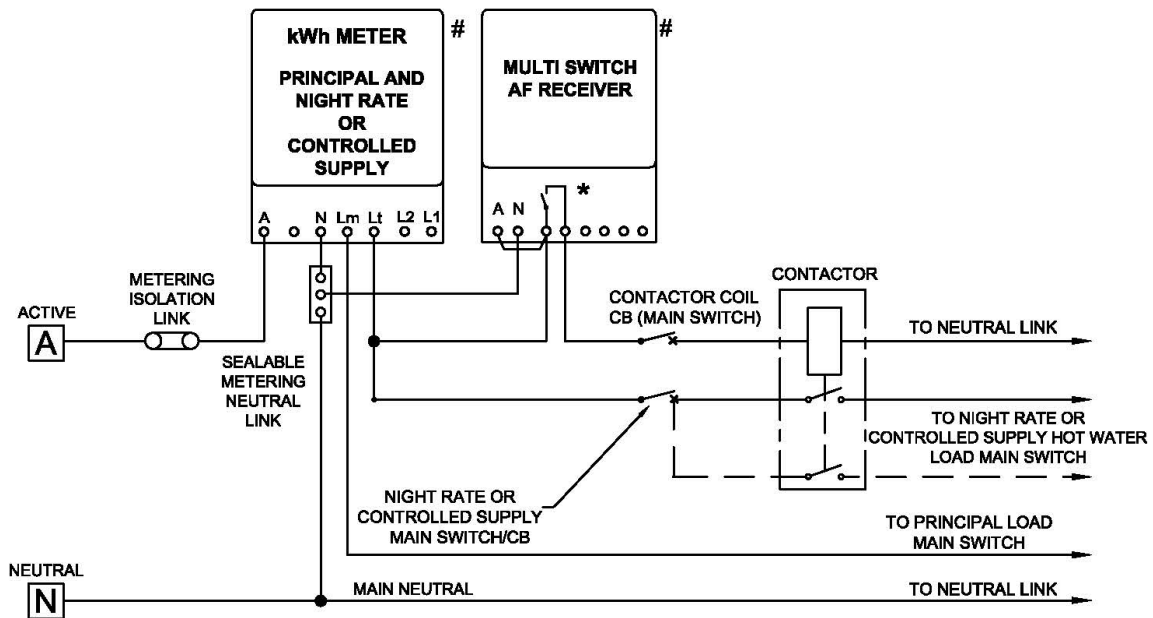 kWh METER
PRINCIPAL AND
NIGHT RATE
OR
CONTROLLED
SUPPLY
#
MULTI SWITCH
AF RECEIVER
#
*
A N Lm Lt L2 L1
A N
METERING
ISOLATION
LINK
ACTIVE
A
SEALABLE
METERING
NEUTRAL
LINK
CONTACTOR COIL
CB (MAIN SWITCH)
CONTACTOR
TO NEUTRAL LINK
TO NIGHT RATE OR
CONTROLLED SUPPLY HOT WATER
LOAD MAIN SWITCH
NIGHT RATE OR
CONTROLLED SUPPLY
MAIN SWITCH/CB
TO PRINCIPAL LOAD
MAIN SWITCH
NEUTRAL
N
MAIN NEUTRAL
TO NEUTRAL LINK